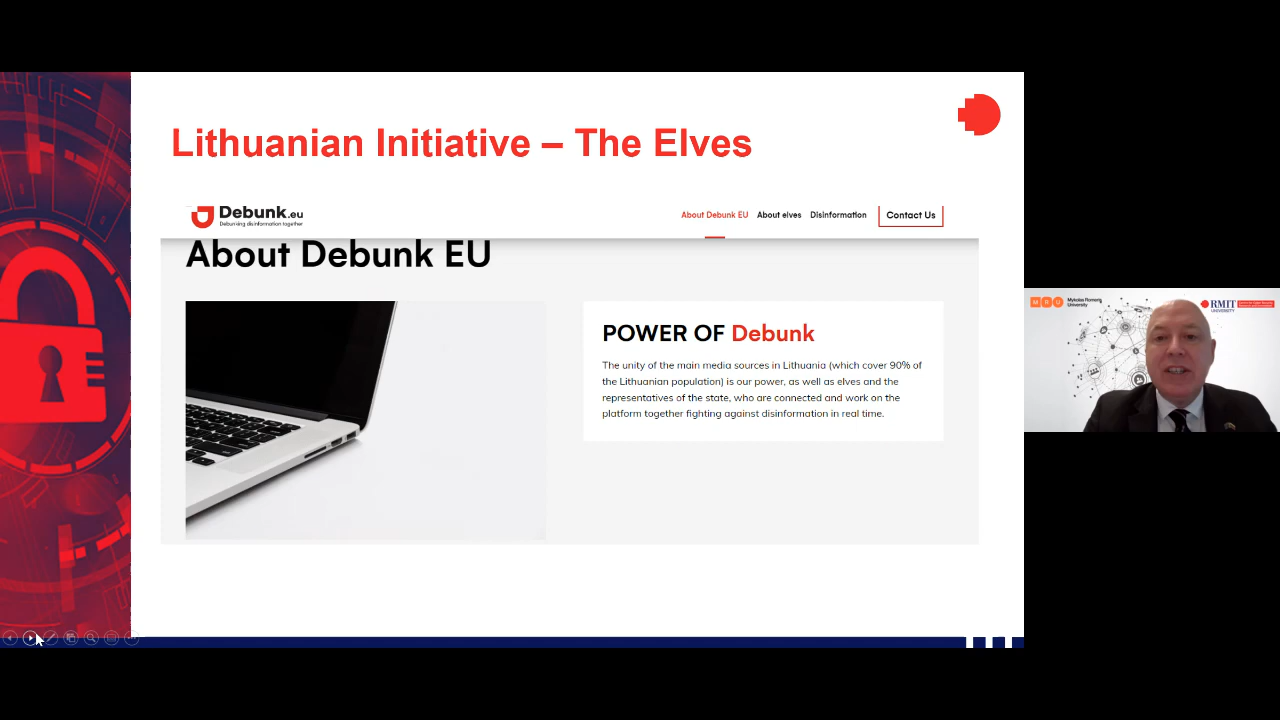 Lithuanian Initiative – The Elves
Debunk.eu
Debunking disinformation together
About Debunk EU
About elves
Disinformation
Contact Us
About Debunk EU
POWER OF Debunk
The unity of the main media sources in Lithuania (which cover 90% of
the Lithuanian population) is our power, as well as elves and the
representatives of the state, who are connected and work on the
platform together fighting against disinformation in real time.
MRU
Mykolas Romeris
University
RMIT
UNIVERSITY